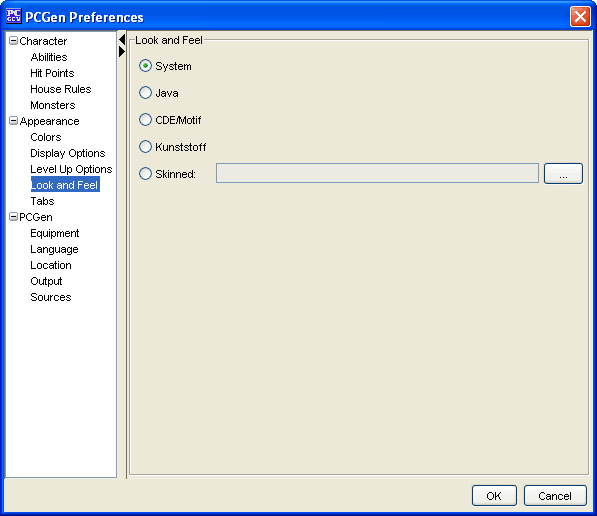 PCGen Preferences
Character
Abilities
Hit Points
House Rules
Monsters
Appearance
Colors
Display Options
Level Up Options
Look and Feel
Tabs
PCGen
Equipment
Language
Location
Output
Sources
Look and Feel
System
Java
CDE/Motif
Kunststoff
Skinned:
...
OK
Cancel